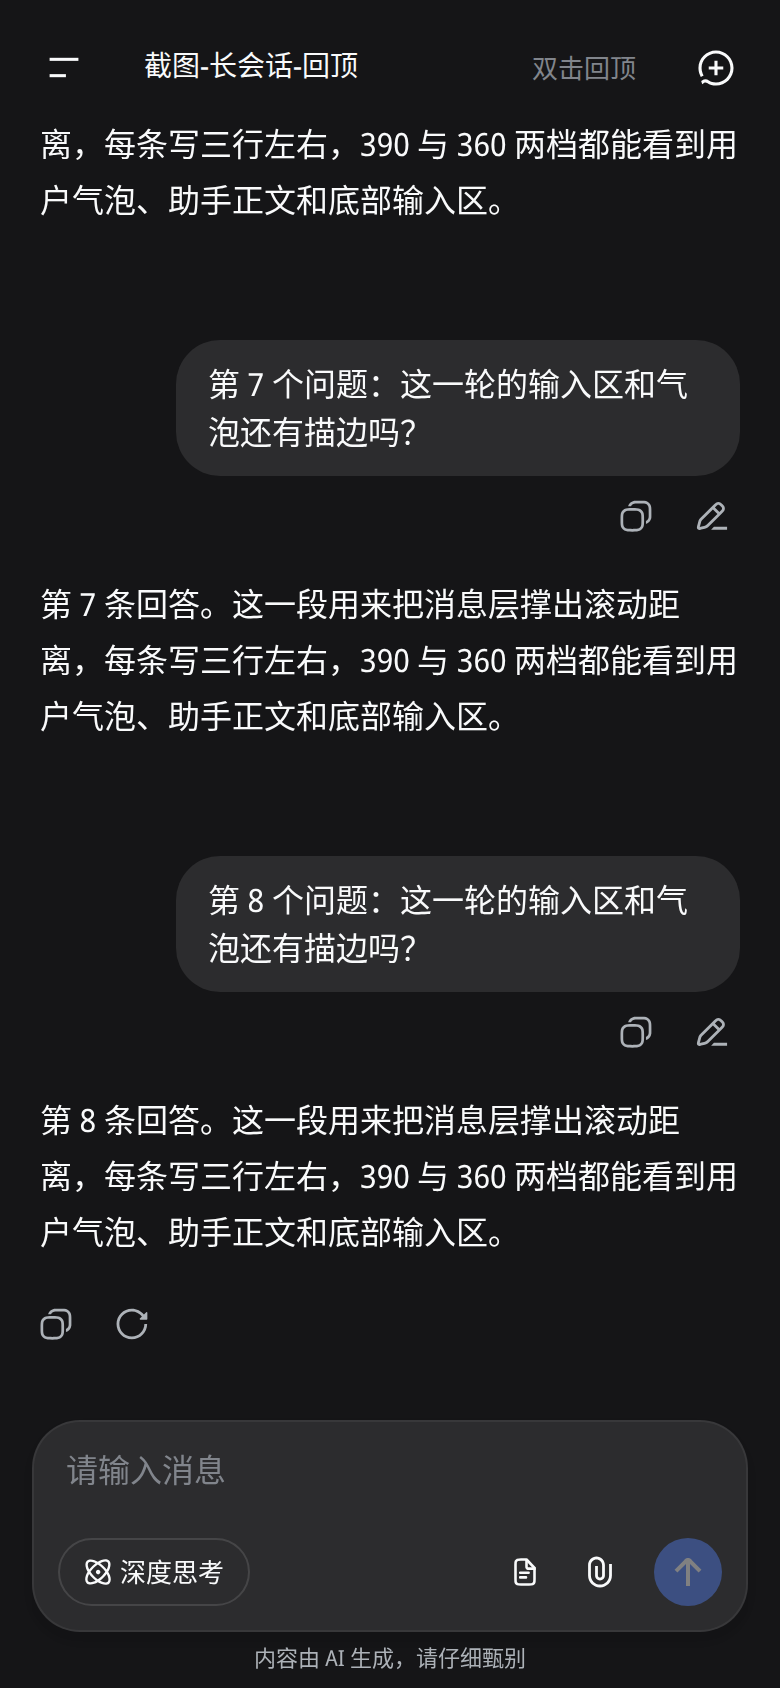 截图-长会话-回顶
双击回顶
离，每条写三行左右，390 与 360 两档都能看到用
户气泡、助手正文和底部输入区。
第 7 个问题：这一轮的输入区和气
泡还有描边吗？
第 7 条回答。这一段用来把消息层撑出滚动距
离，每条写三行左右，390 与 360 两档都能看到用
户气泡、助手正文和底部输入区。
第 8 个问题：这一轮的输入区和气
泡还有描边吗？
第 8 条回答。这一段用来把消息层撑出滚动距
离，每条写三行左右，390 与 360 两档都能看到用
户气泡、助手正文和底部输入区。
请输入消息
深度思考
内容由 AI 生成，请仔细甄别